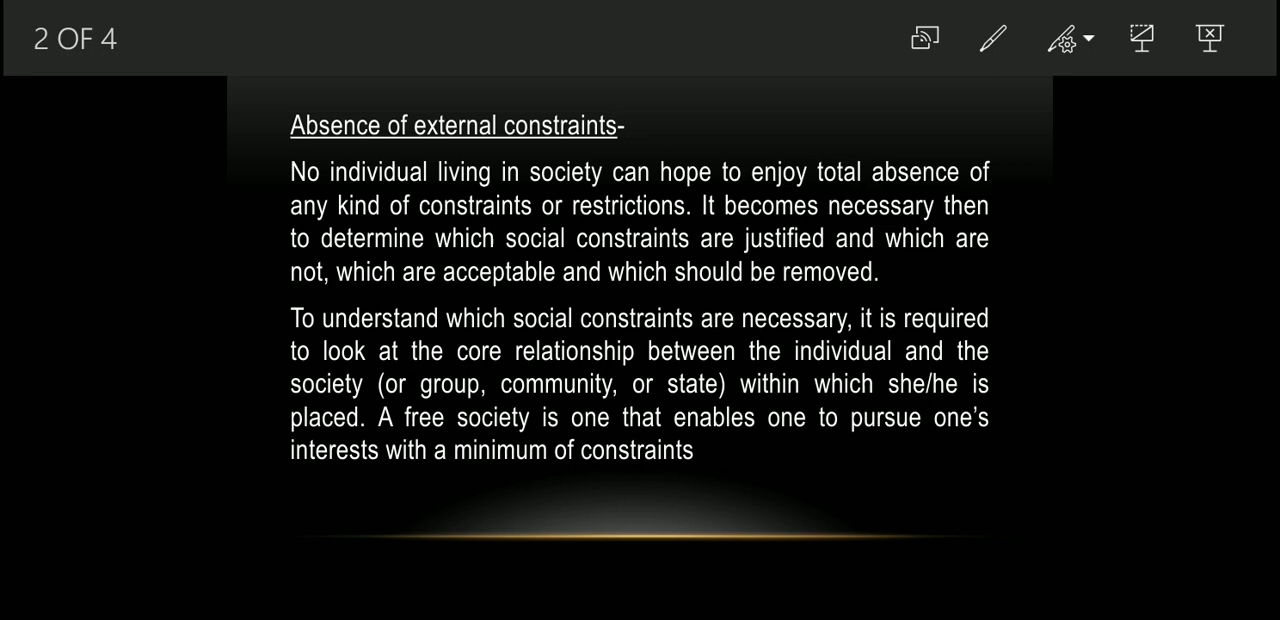 2 OF 4
Absence of external constraints-
No individual living in society can hope to enjoy total absence of
any kind of constraints or restrictions. It becomes necessary then
to determine which social constraints are justified and which are
not, which are acceptable and which should be removed.
To understand which social constraints are necessary, it is required
to look at the core relationship between the individual and the
society (or group, community, or state) within which she/he is
placed. A free society is one that enables one to pursue one’s
interests with a minimum of constraints